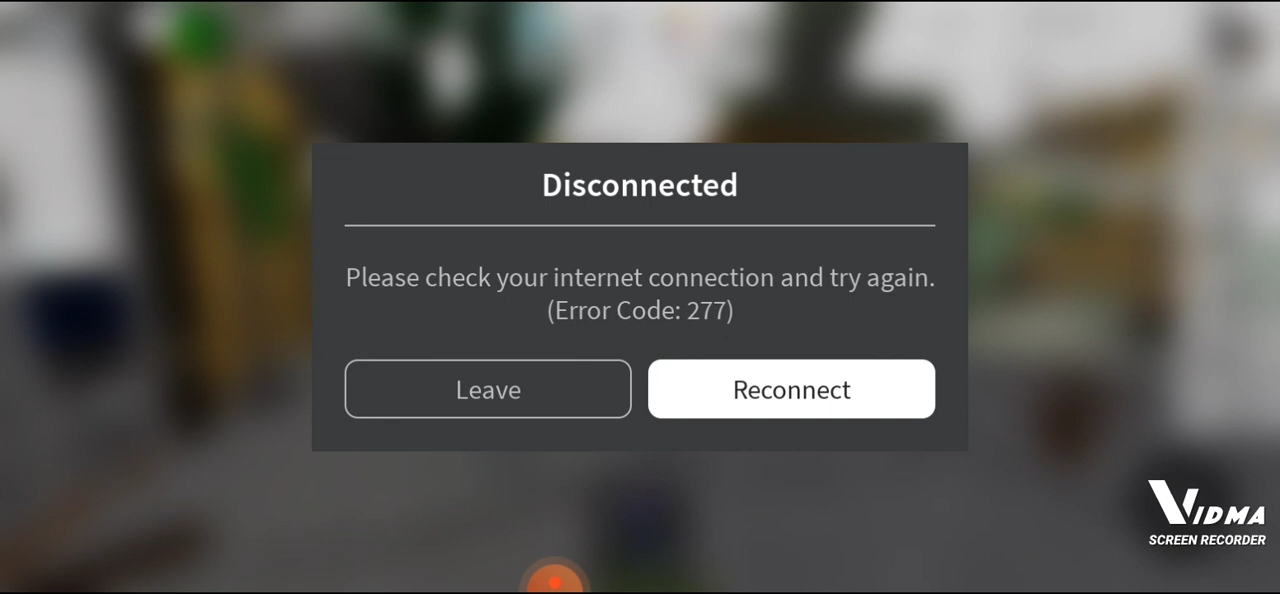 Disconnected
Please check your internet connection and try again.
(Error Code: 277)
Leave
Reconnect
VIDMA
SCREEN RECORDER